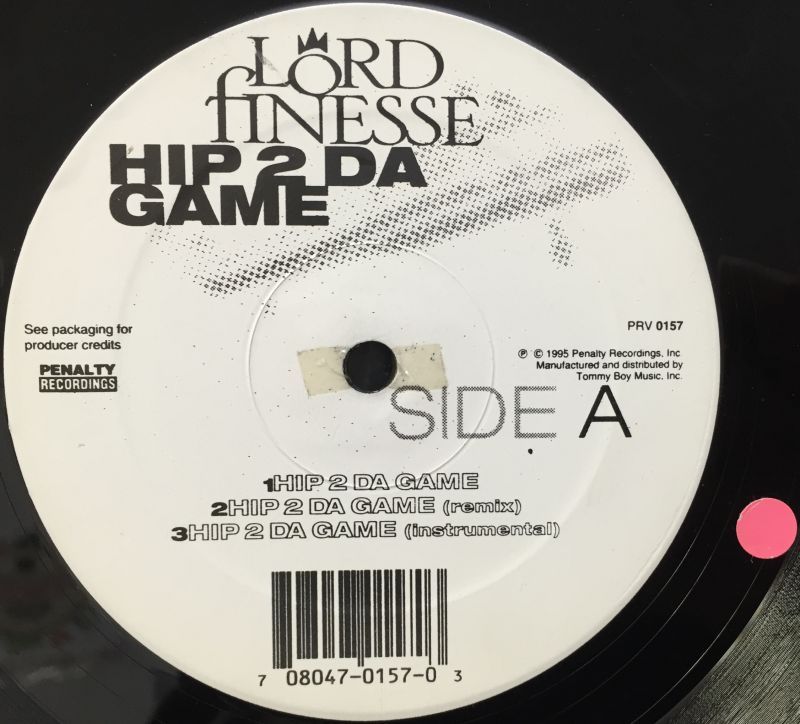 LORD
fINESSE
HIP 2 DA
GAME
See packaging for
producer credits
PENALTY
RECORDINGS
PRV 0157
℗ © 1995 Penalty Recordings, Inc.
Manufactured and distributed by
Tommy Boy Music. Inc.
SIDE A
1HIP 2 DA GAME
2HIP 2 DA GAME (remix)
3HIP 2 DA GAME (instrumental)
7 08047-0157-0 3